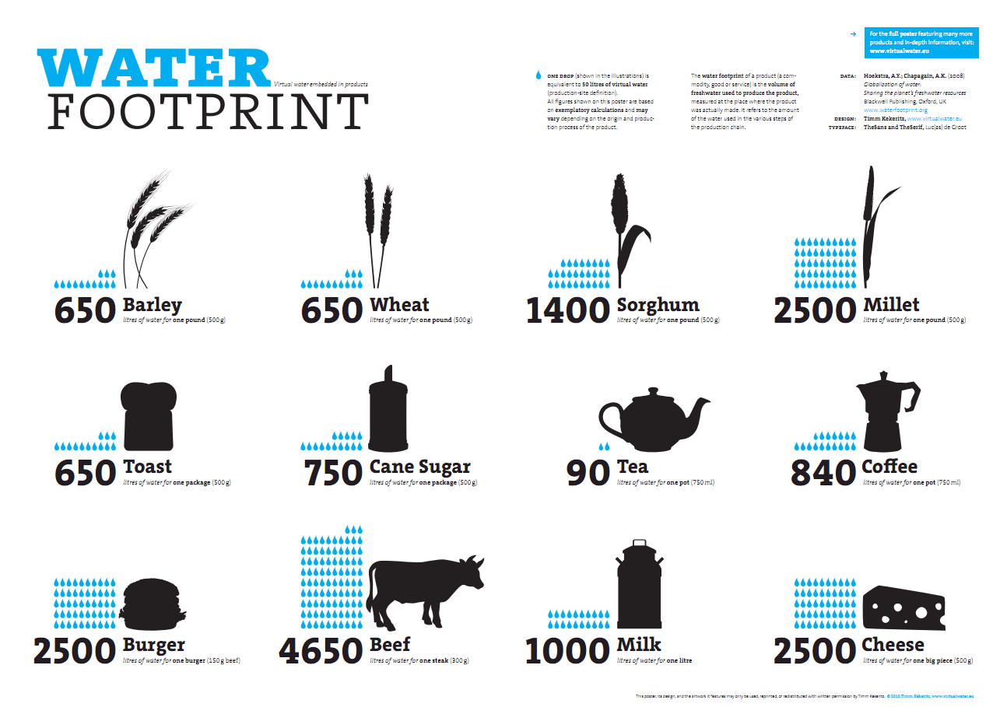 For the full poster featuring many more
products and in-depth information, visit:
www.virtualwater.eu
WATER
Virtual water embedded in products
FOOTPRINT
ONE DROP (shown in the illustrations) is
equivalent to 50 litres of virtual water
(production-site definition).
All figures shown on this poster are based
on exemplatory calculations and may
vary depending on the origin and produc-
tion process of the product.
The water footprint of a product (a com-
modity, good or service) is the volume of
freshwater used to produce the product,
measured at the place where the product
was actually made. It refers to the amount
of the water used in the various steps of
the production chain.
DATA: Hoekstra, A.Y.; Chapagain, A.K. (2008)
Globalization of water:
Sharing the planet's freshwater resources
Blackwell Publishing, Oxford, UK
www.waterfootprint.org
DESIGN: Timm Kekeritz, www.virtualwater.eu
TYPEFACE: TheSans and TheSerif, Luc(as) de Groot
650 Barley
litres of water for one pound (500 g)
650 Wheat
litres of water for one pound (500 g)
1400 Sorghum
litres of water for one pound (500 g)
2500 Millet
litres of water for one pound (500 g)
650 Toast
litres of water for one package (500 g)
750 Cane Sugar
litres of water for one package (500 g)
90 Tea
litres of water for one pot (750 ml)
840 Coffee
litres of water for one pot (750 ml)
2500 Burger
litres of water for one burger (150 g beef)
4650 Beef
litres of water for one steak (300 g)
1000 Milk
litres of water for one litre
2500 Cheese
litres of water for one big piece (500 g)
This poster, its design, and the artwork it features may only be used, reprinted, or redistributed with written permission by Timm Kekeritz. © 2010 Timm Kekeritz, www.virtualwater.eu